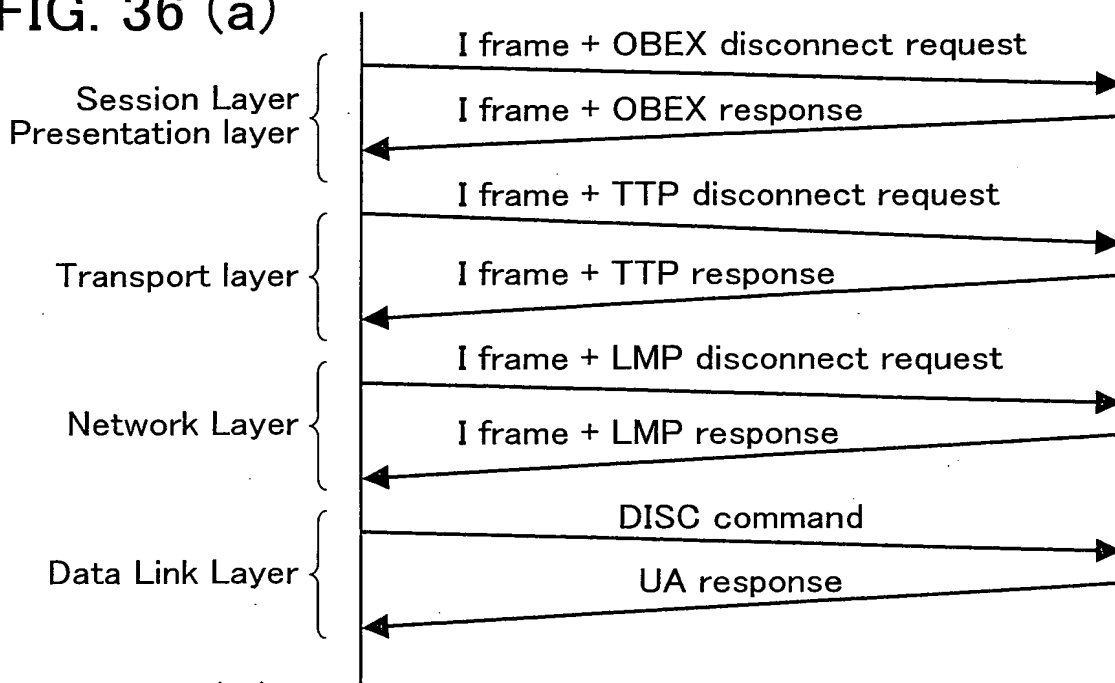 FIG. 36 (a)
I frame + OBEX disconnect request
Session Layer
Presentation layer
I frame + OBEX response
I frame + TTP disconnect request
Transport layer
I frame + TTP response
I frame + LMP disconnect request
Network Layer
I frame + LMP response
DISC command
Data Link Layer
UA response